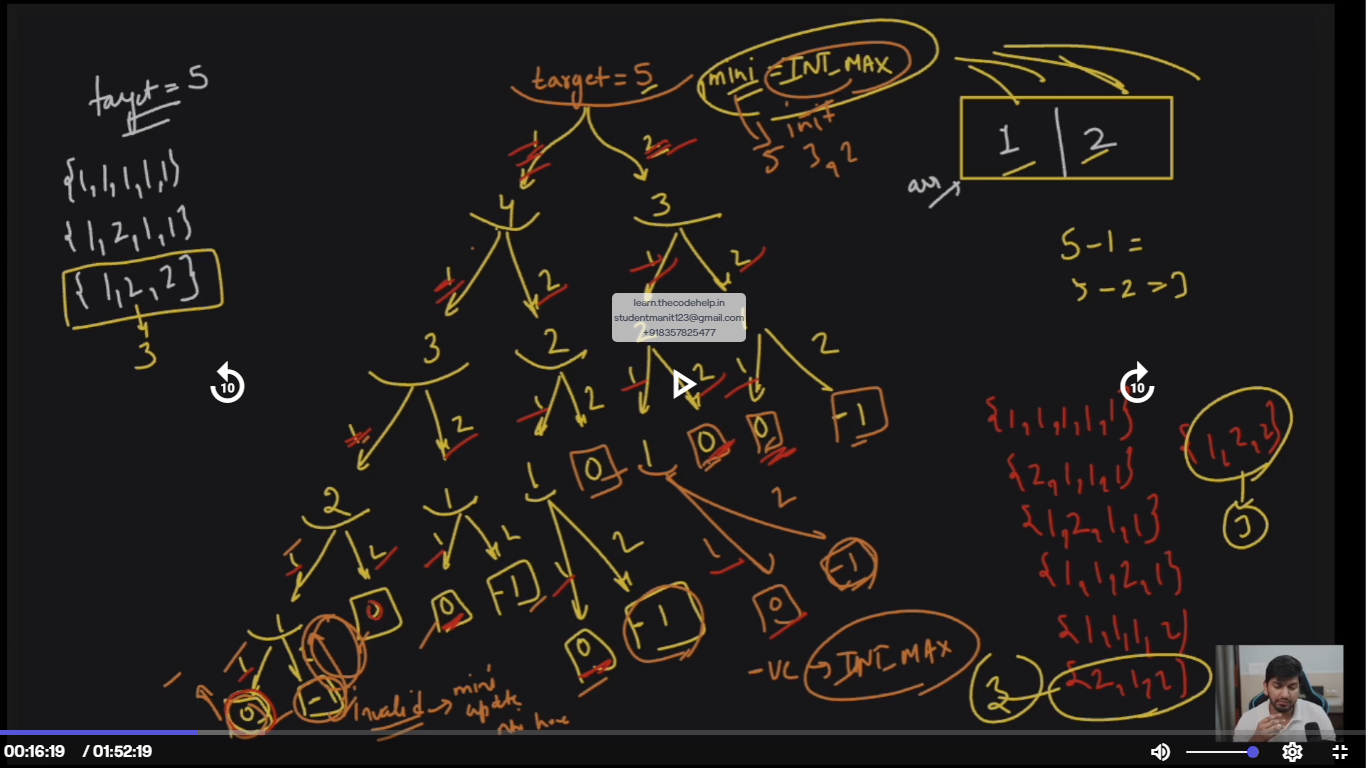 target = 5
{1,1,1,1,1}
{1,2,1,1}
{1,2,2}
3
target = 5
mini = INT_MAX
init
5 3, 2
1 2
1 2
arr
5-1=
5-2=3
4 3
1 2 1 2
learn.thecodehelp.in
studentmanit123@gmail.com
+918357825477
3 2 2 1
1 2 1 2 1 2 1 2
10
10
2 1 1 0 1 0 0 -1
{1,1,1,1,1}
{1,2,2}
{2,1,1,1}
3
{1,2,1,1}
{1,1,2,1}
{1,1,1,2}
{2,1,2}
3
1 2 1 2 1 2 1 2
1 0 0 -1 0 -1 0 -1
1
0 -1
Invalid → mini
update
-ve → INT_MAX
00:16:19 / 01:52:19